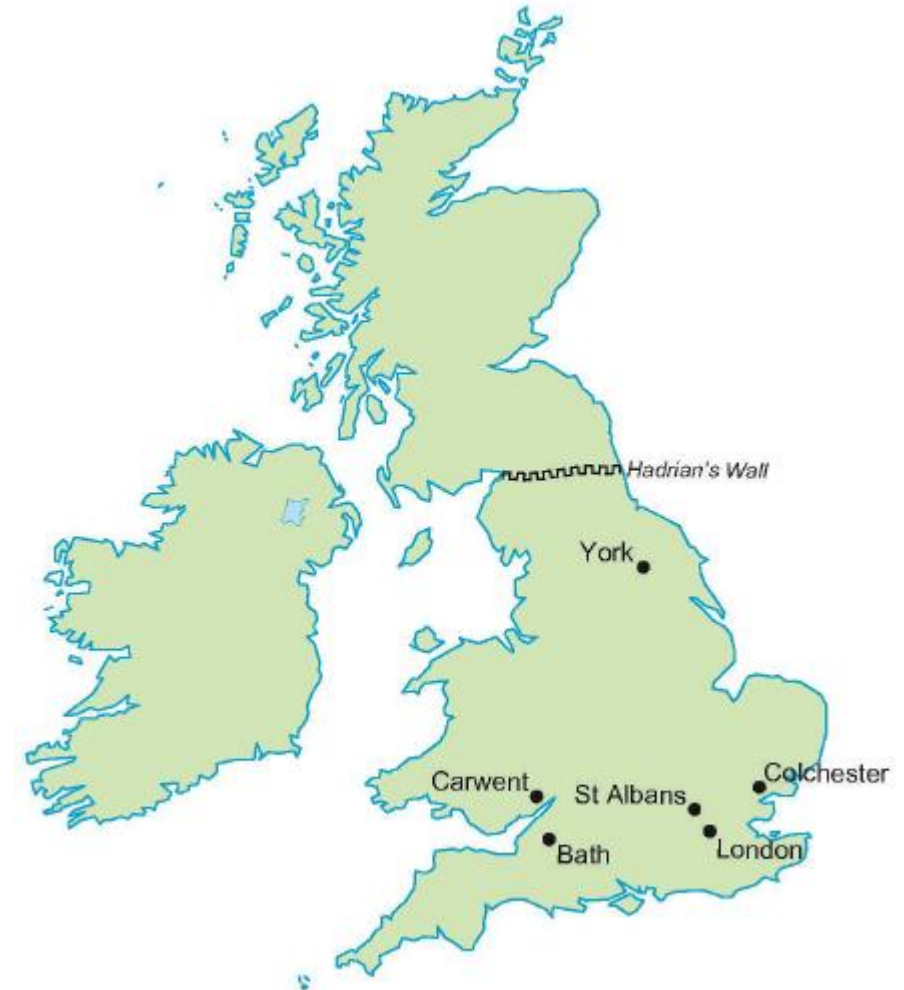 Hadrian's Wall
York
Colchester
Carwent
St Albans
London
Bath